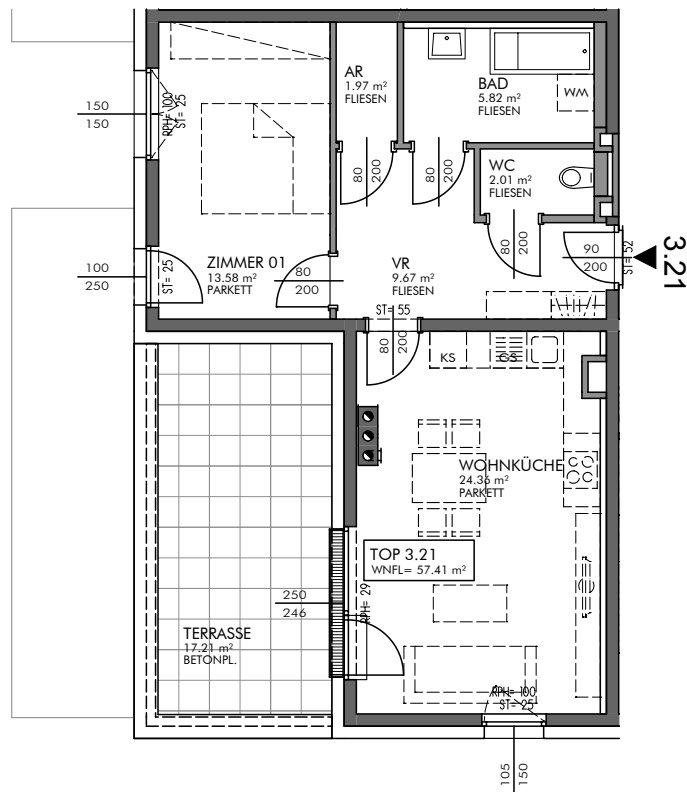 AR
1.97 m²
FLIESEN
BAD
5.82 m²
FLIESEN
WM
150
150
RPH= 100
ST= 25
80
200
80
200
WC
2.01 m²
FLIESEN
80
200
90
200
ST= 52
3.21
100
250
ST= 25
ZIMMER 01
13.58 m²
PARKETT
80
200
VR
9.67 m²
FLIESEN
ST= 55
80
200
KS
GS
WOHNKÜCHE
24.36 m²
PARKETT
TOP 3.21
WNFL= 57.41 m²
250
246
RPH= 29
TERRASSE
17.21 m²
BETONPL.
RPH= 100
ST= 25
105
150